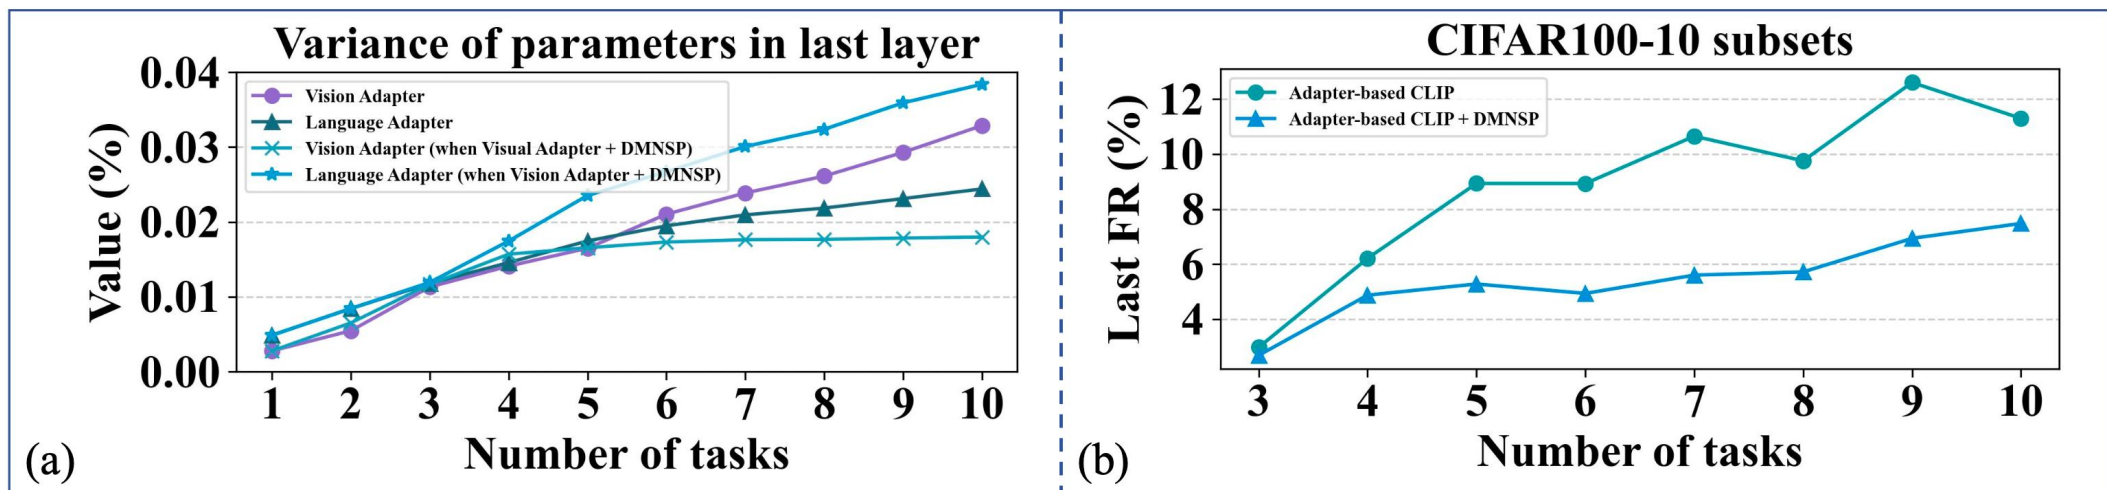 Variance of parameters in last layer
0.04
0.03
0.02
0.01
0.00
Value (%)
Vision Adapter
Language Adapter
Vision Adapter (when Visual Adapter + DMNSP)
Language Adapter (when Vision Adapter + DMNSP)
1 2 3 4 5 6 7 8 9 10
Number of tasks
(a)
CIFAR100-10 subsets
12
10
8
6
4
Last FR (%)
Adapter-based CLIP
Adapter-based CLIP + DMNSP
3 4 5 6 7 8 9 10
Number of tasks
(b)